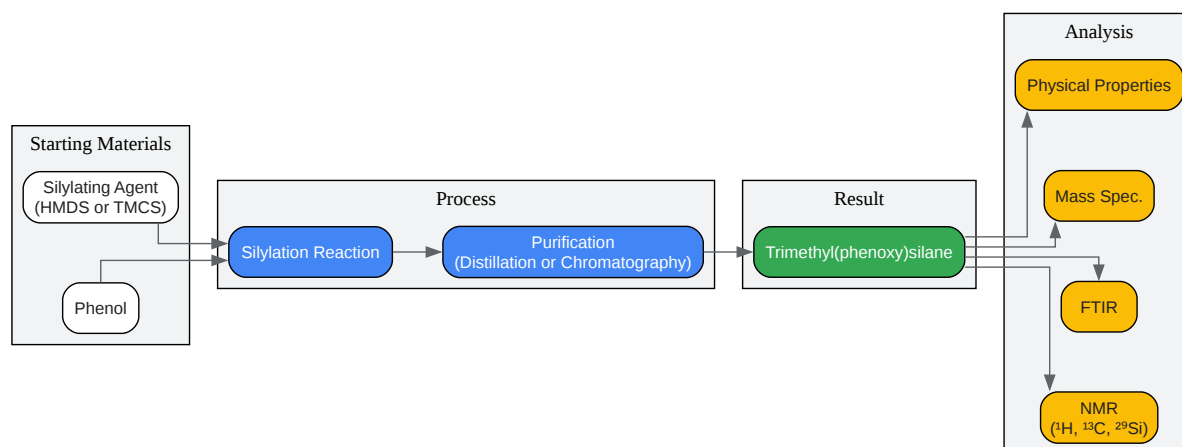 Starting Materials
Silylating Agent
(HMDS or TMCS)
Phenol
Process
Silylation Reaction
Purification
(Distillation or Chromatography)
Result
Trimethyl(phenoxy)silane
Analysis
Physical Properties
Mass Spec.
FTIR
NMR
(¹H, ¹³C, ²⁹Si)